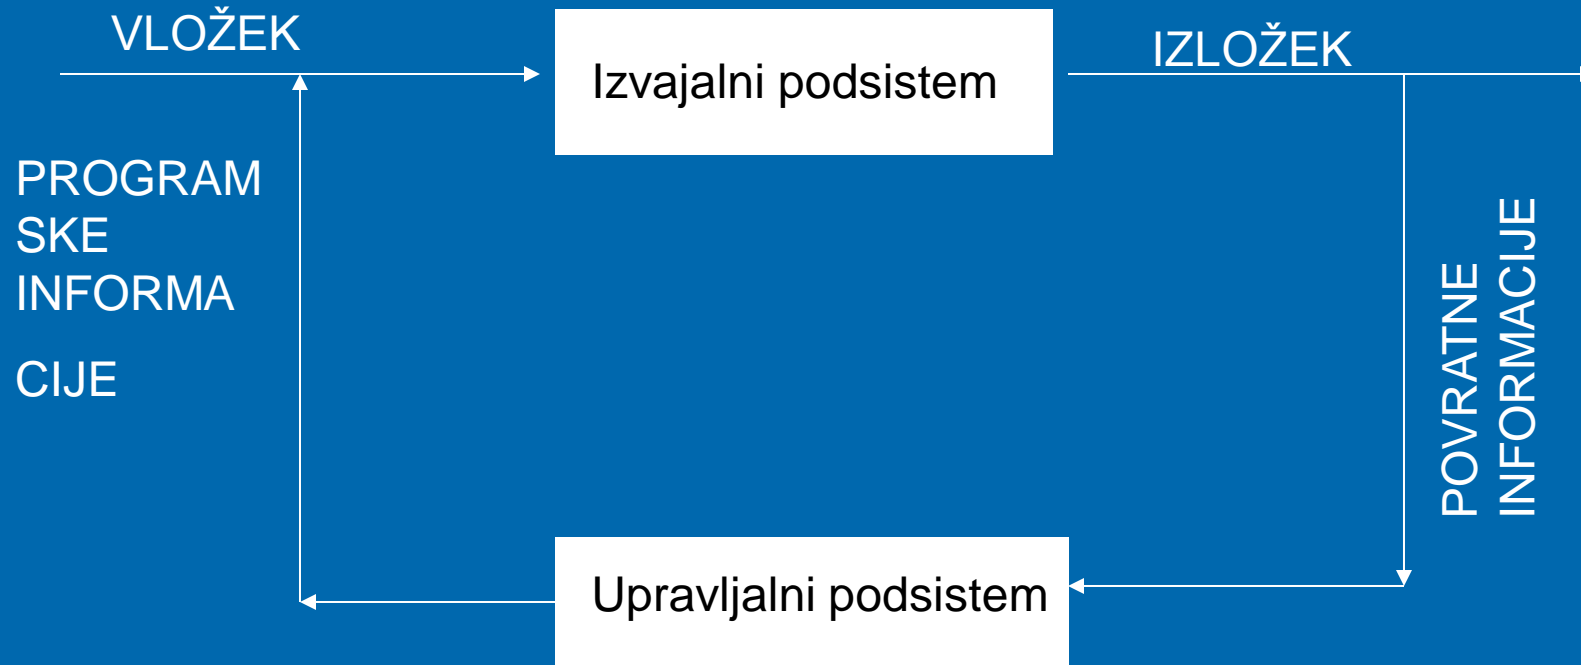 VLOŽEK
IZLOŽEK
Izvajalni podsistem
PROGRAM
SKE
INFORMA
CIJE
POVRATNE
INFORMACIJE
Upravljalni podsistem